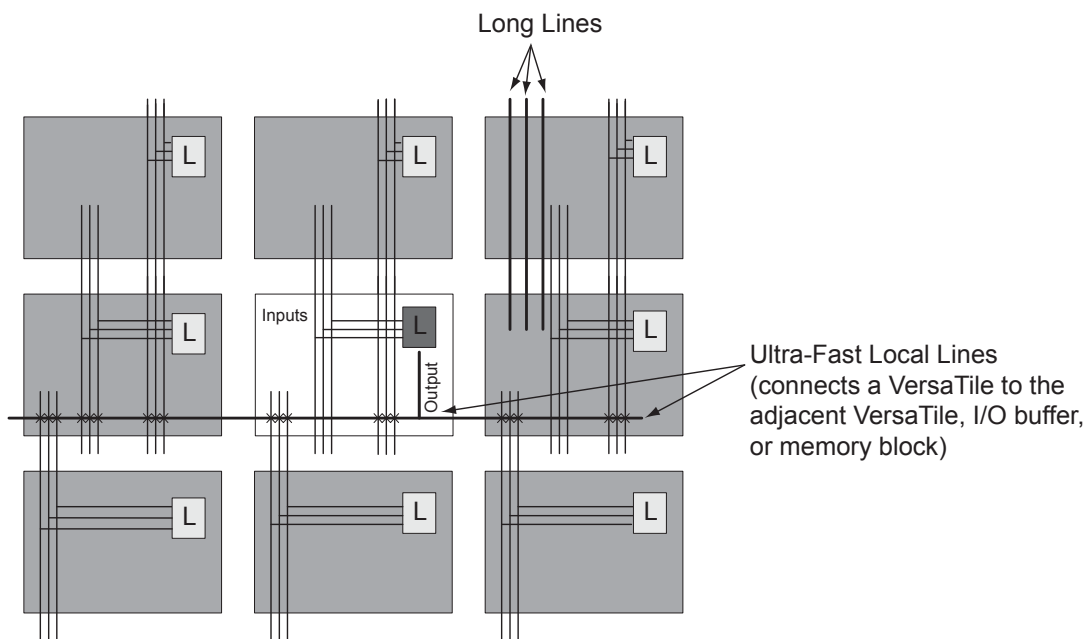 Long Lines
L
L
L
Inputs
L
L
L
Output
Ultra-Fast Local Lines
(connects a VersaTile to the
adjacent VersaTile, I/O buffer,
or memory block)
L
L
L